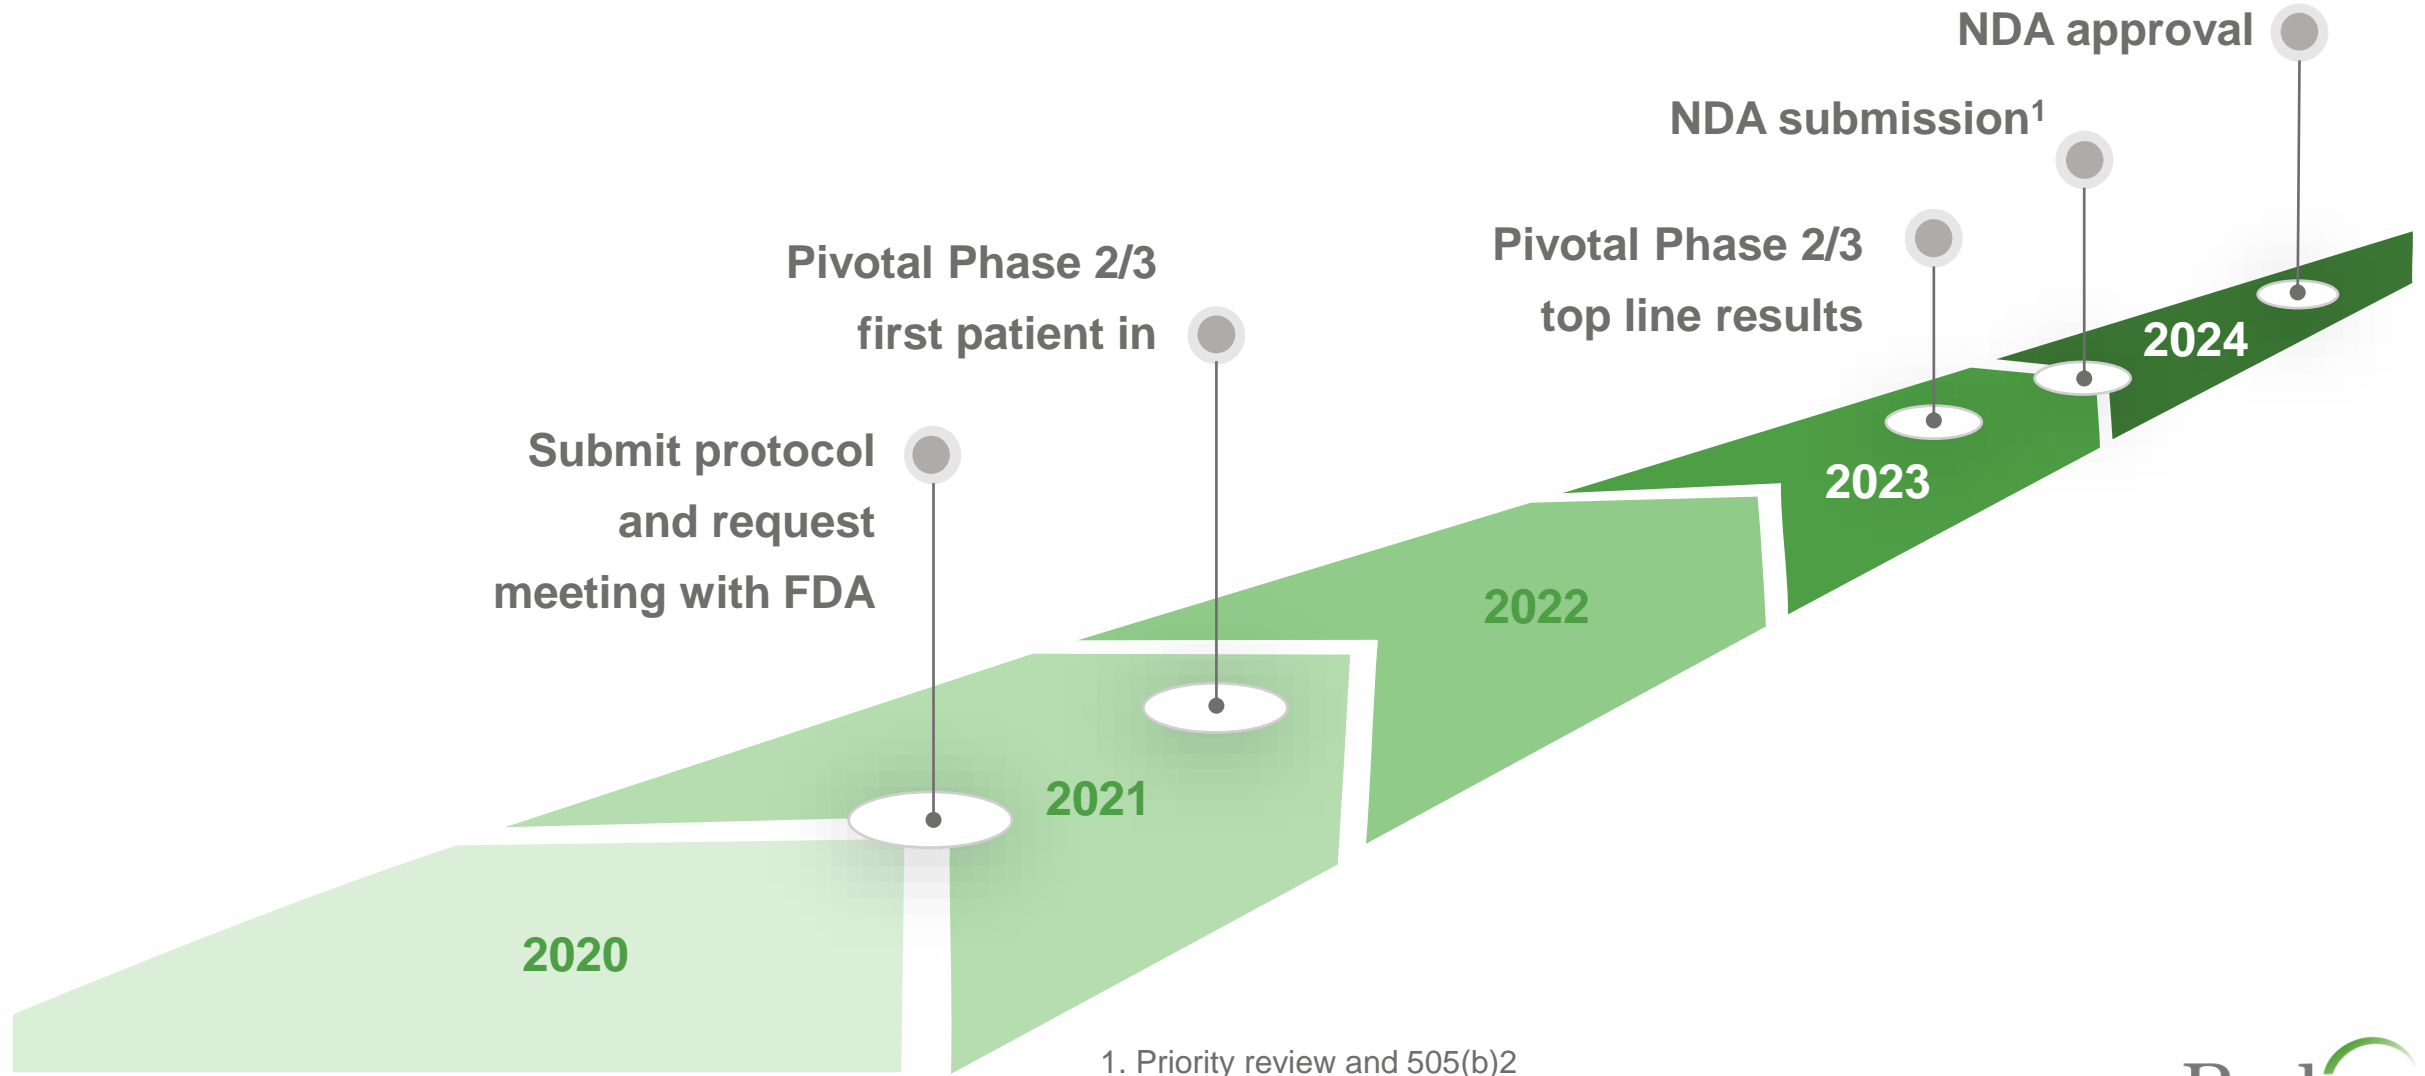 NDA approval
NDA submission¹
Pivotal Phase 2/3
top line results
Pivotal Phase 2/3
first patient in
Submit protocol
and request
meeting with FDA
2024
2023
2022
2021
2020
1. Priority review and 505(b)2